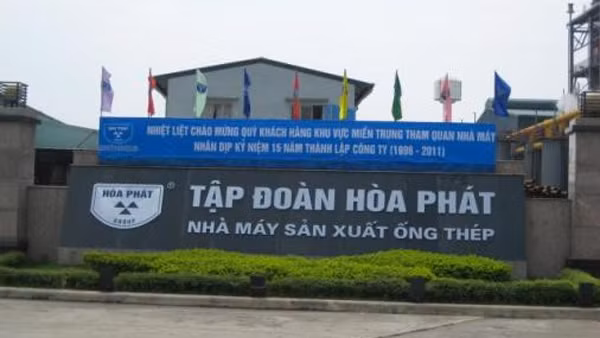 NHIỆT LIỆT CHÀO MỪNG QUÝ KHÁCH HÀNG KHU VỰC MIỀN TRUNG THAM QUAN NHÀ MÁY
NHÂN DỊP KỶ NIỆM 15 NĂM THÀNH LẬP CÔNG TY (1996 - 2011)
HÒA PHÁT ®
GROUP
TẬP ĐOÀN HÒA PHÁT
NHÀ MÁY SẢN XUẤT ỐNG THÉP